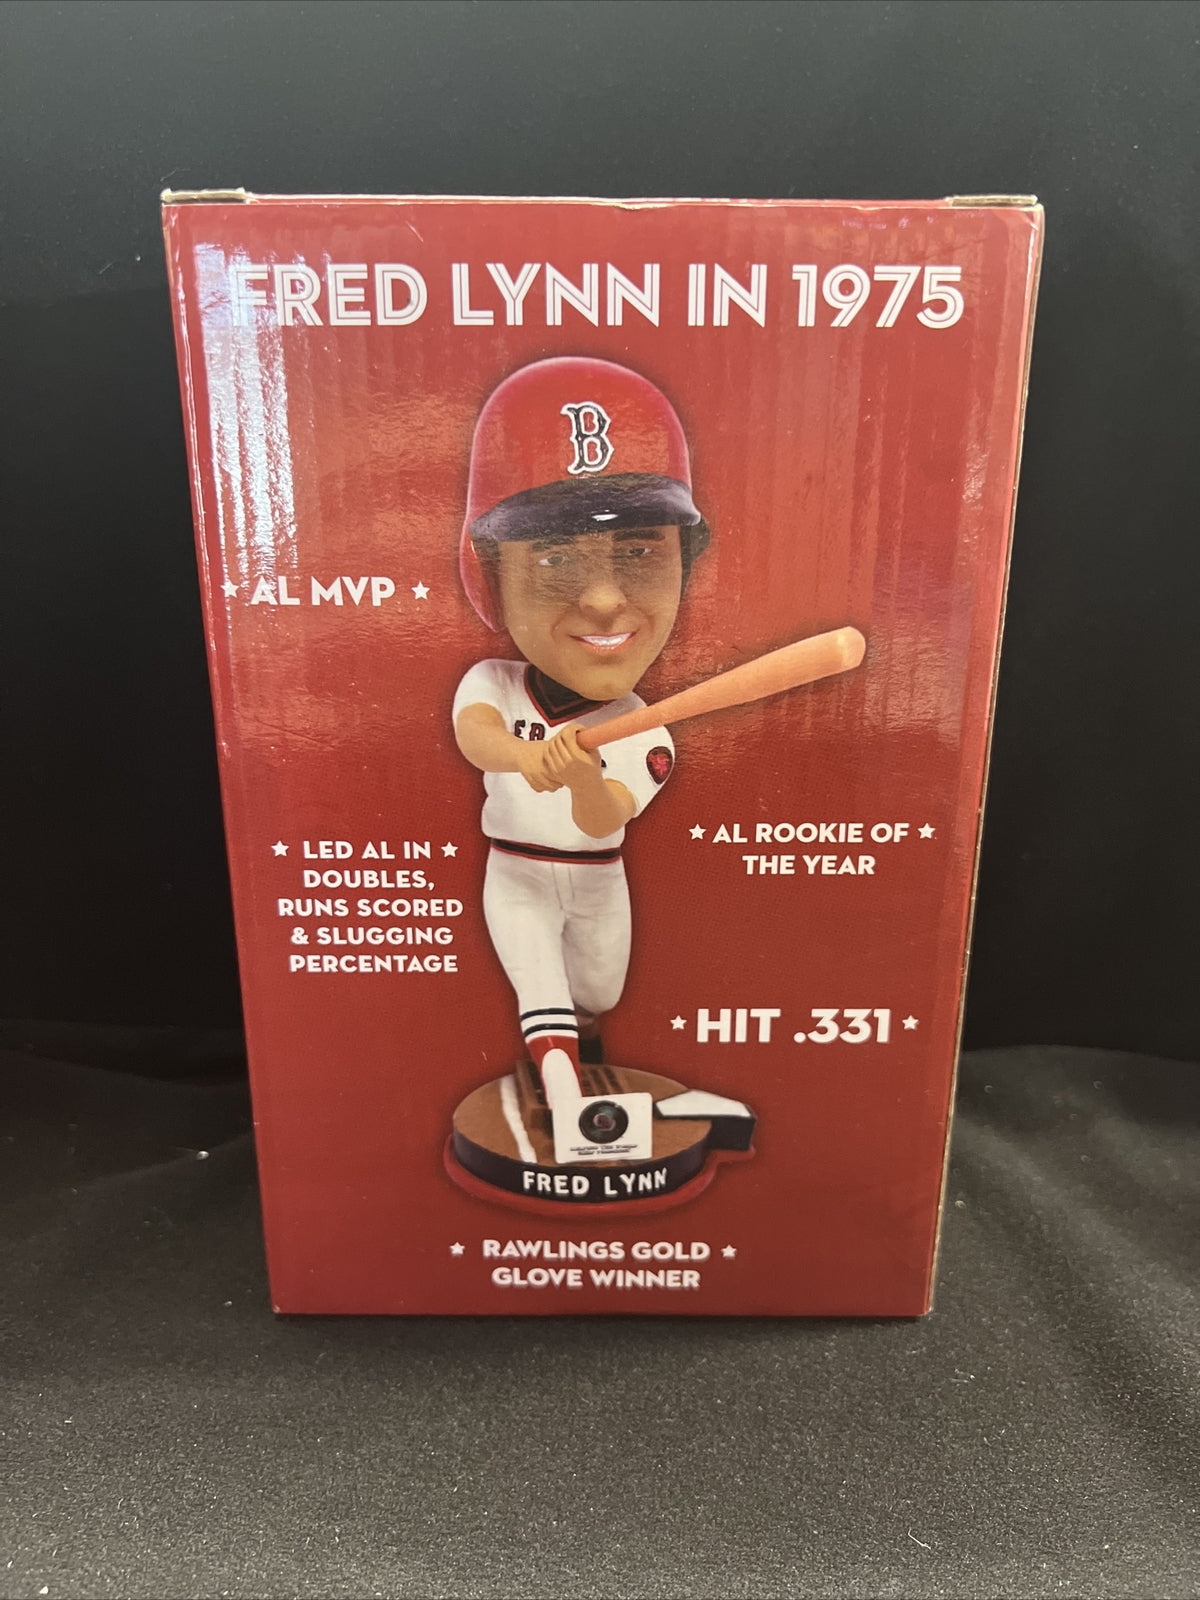 FRED LYNN IN 1975
B
★ AL MVP ★
★ AL ROOKIE OF ★
THE YEAR
★ LED AL IN ★
DOUBLES,
RUNS SCORED
& SLUGGING
PERCENTAGE
★ HIT .331 ★
FRED LYNN
★ RAWLINGS GOLD ★
GLOVE WINNER